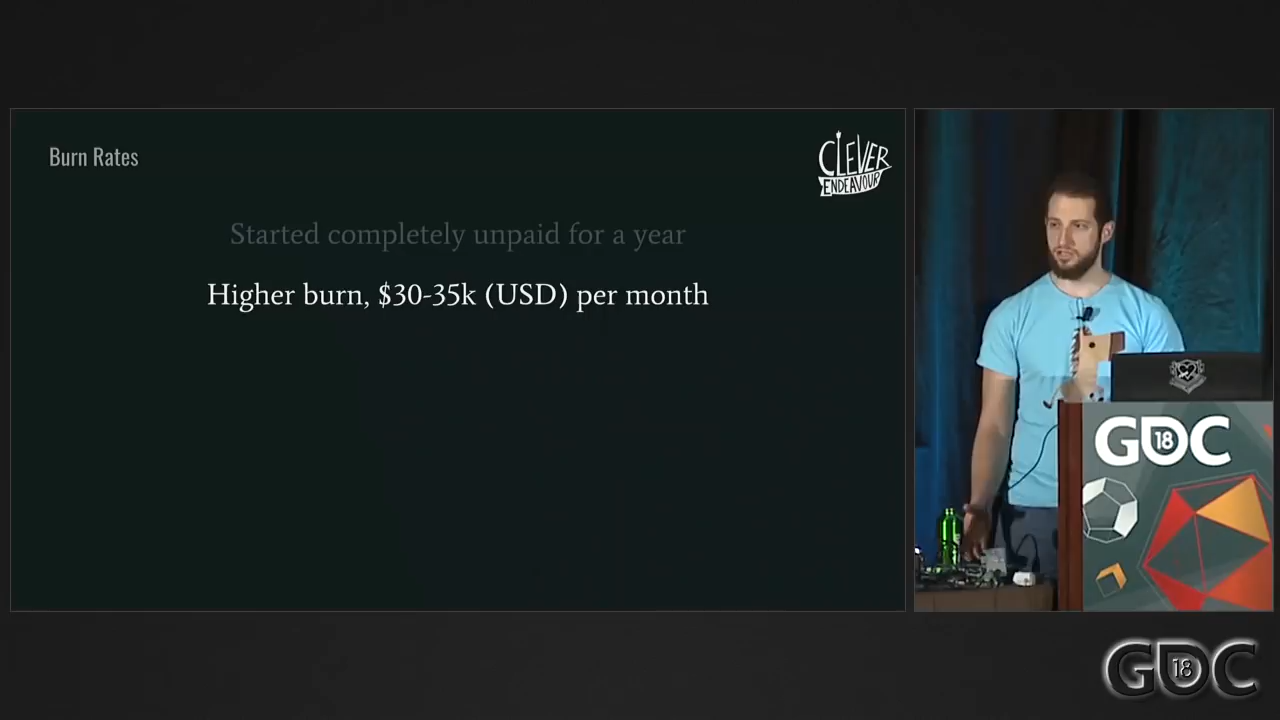 Burn Rates
CLEVER
ENDEAVOUR
Started completely unpaid for a year
Higher burn, $30-35k (USD) per month
GDC
18
GDC
18